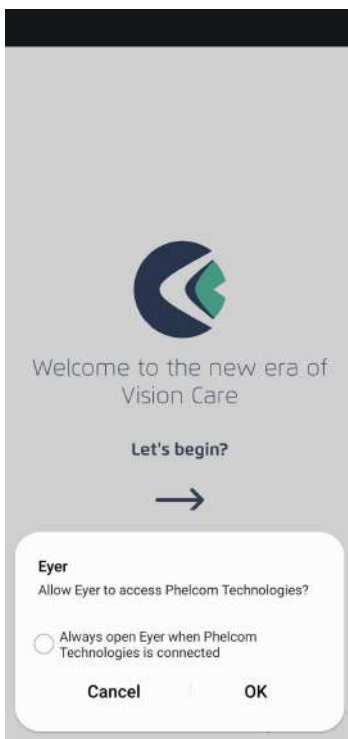 Welcome to the new era of
Vision Care
Let's begin?
Eyer
Allow Eyer to access Phelcom Technologies?
Always open Eyer when Phelcom
Technologies is connected
Cancel
OK